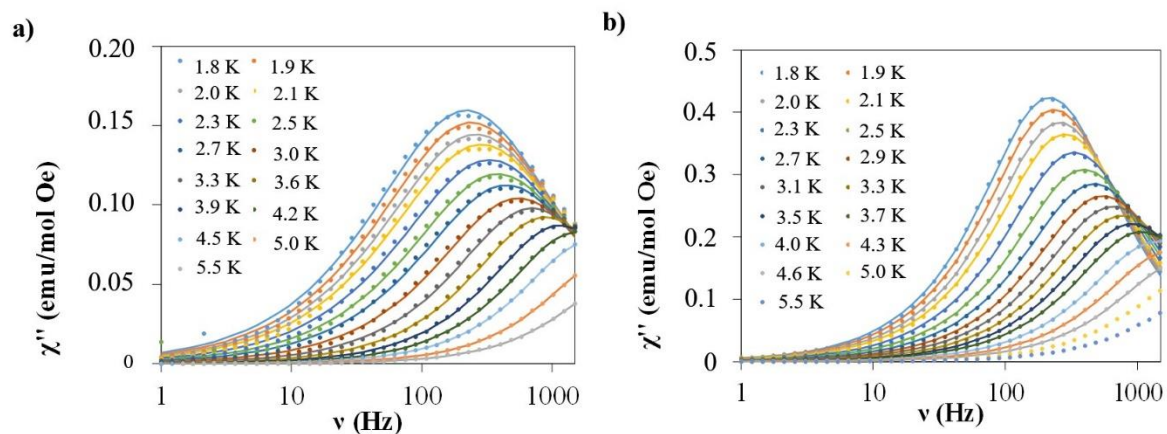 a)
χ'' (emu/mol Oe)
0.20
0.15
0.10
0.05
0
1.8 K 1.9 K
2.0 K 2.1 K
2.3 K 2.5 K
2.7 K 3.0 K
3.3 K 3.6 K
3.9 K 4.2 K
4.5 K 5.0 K
5.5 K
1 10 100 1000
ν (Hz)
b)
χ'' (emu/mol Oe)
0.5
0.4
0.3
0.2
0.1
0
1.8 K 1.9 K
2.0 K 2.1 K
2.3 K 2.5 K
2.7 K 2.9 K
3.1 K 3.3 K
3.5 K 3.7 K
4.0 K 4.3 K
4.6 K 5.0 K
5.5 K
1 10 100 1000
ν (Hz)